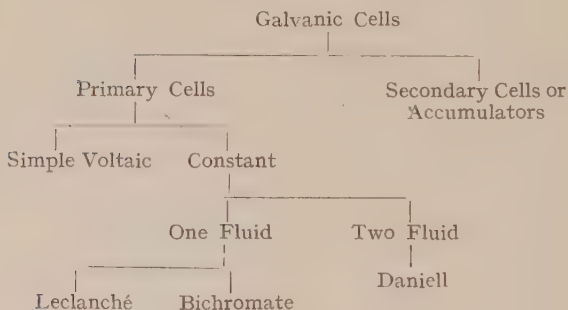 Galvanic Cells
Primary Cells
Secondary Cells or
Accumulators
Simple Voltaic
Constant
One Fluid
Two Fluid
Daniell
Leclanché
Bichromate